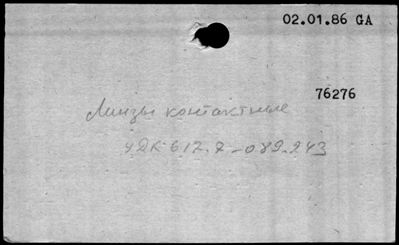 02.01.86 GA
76276
Линзы контактные
УДК 617.7-089.243